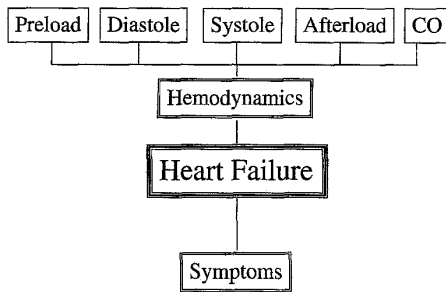 Preload Diastole Systole Afterload CO
Hemodynamics
Heart Failure
Symptoms